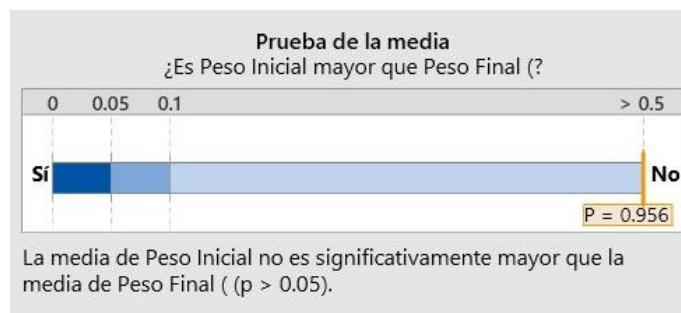 Prueba de la media
¿Es Peso Inicial mayor que Peso Final (?
0 0.05 0.1 > 0.5
Sí No
P = 0.956
La media de Peso Inicial no es significativamente mayor que la
media de Peso Final ( (p > 0.05).